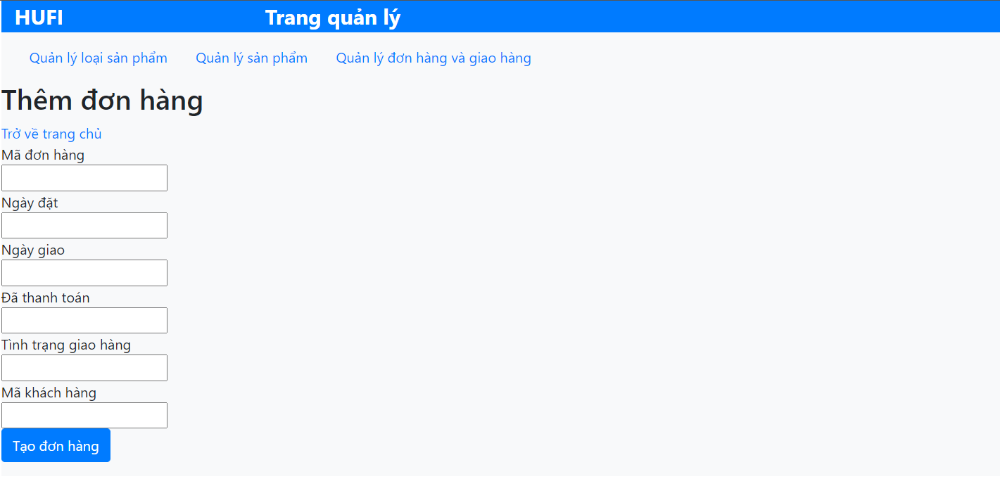 HUFI Trang quản lý
Quản lý loại sản phẩm Quản lý sản phẩm Quản lý đơn hàng và giao hàng
Thêm đơn hàng
Trở về trang chủ
Mã đơn hàng
Ngày đặt
Ngày giao
Đã thanh toán
Tình trạng giao hàng
Mã khách hàng
Tạo đơn hàng